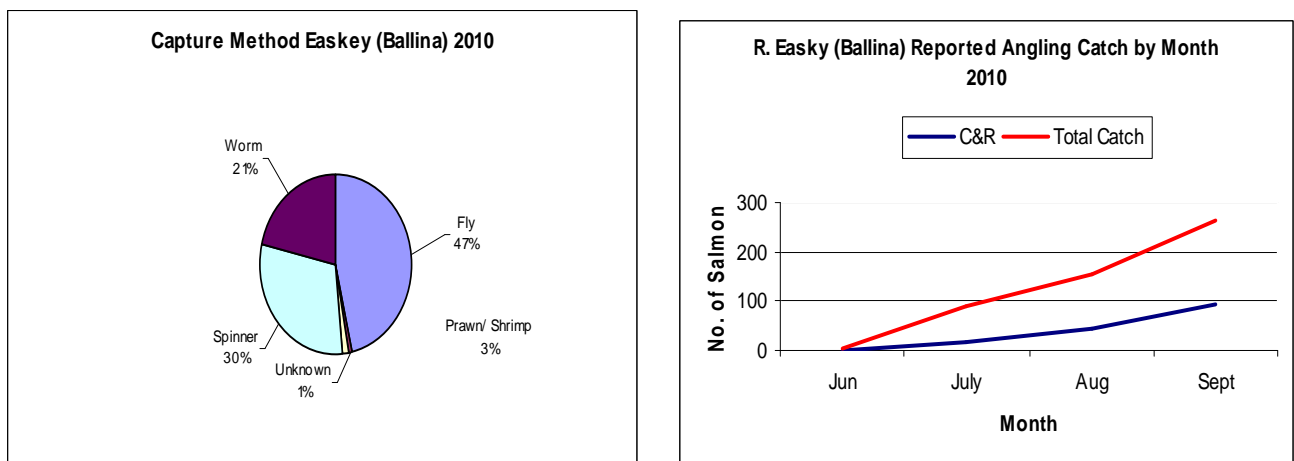 Capture Method Easkey (Ballina) 2010
Worm
21%
Fly
47%
Prawn/ Shrimp
3%
Spinner
30%
Unknown
1%
R. Easky (Ballina) Reported Angling Catch by Month
2010
C&R
Total Catch
No. of Salmon
300
200
100
0
Jun
July
Aug
Sept
Month